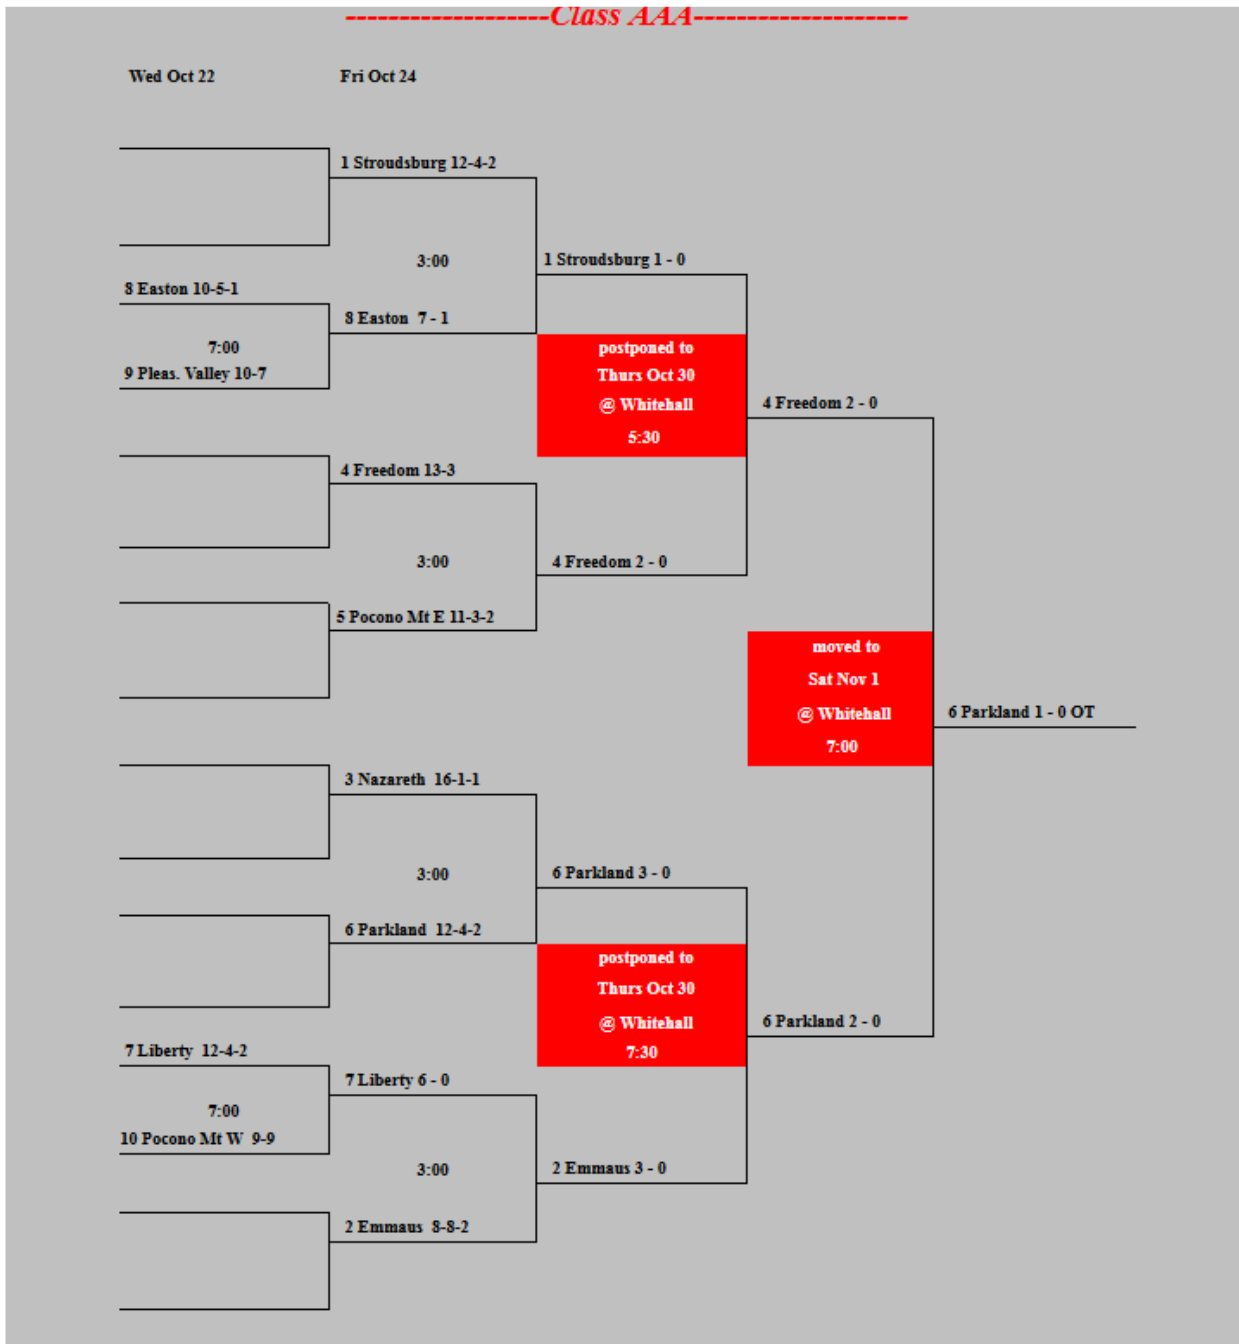 -------------------Class AAA--------------------
Wed Oct 22
Fri Oct 24
1 Stroudsburg 12-4-2
3:00
1 Stroudsburg 1 - 0
8 Easton 10-5-1
8 Easton 7 - 1
7:00
9 Pleas. Valley 10-7
postponed to
Thurs Oct 30
@ Whitehall
5:30
4 Freedom 2 - 0
4 Freedom 13-3
3:00
4 Freedom 2 - 0
5 Pocono Mt E 11-3-2
moved to
Sat Nov 1
@ Whitehall
7:00
6 Parkland 1 - 0 OT
3 Nazareth 16-1-1
3:00
6 Parkland 3 - 0
6 Parkland 12-4-2
postponed to
Thurs Oct 30
@ Whitehall
7:30
6 Parkland 2 - 0
7 Liberty 12-4-2
7 Liberty 6 - 0
7:00
10 Pocono Mt W 9-9
3:00
2 Emmaus 3 - 0
2 Emmaus 8-8-2